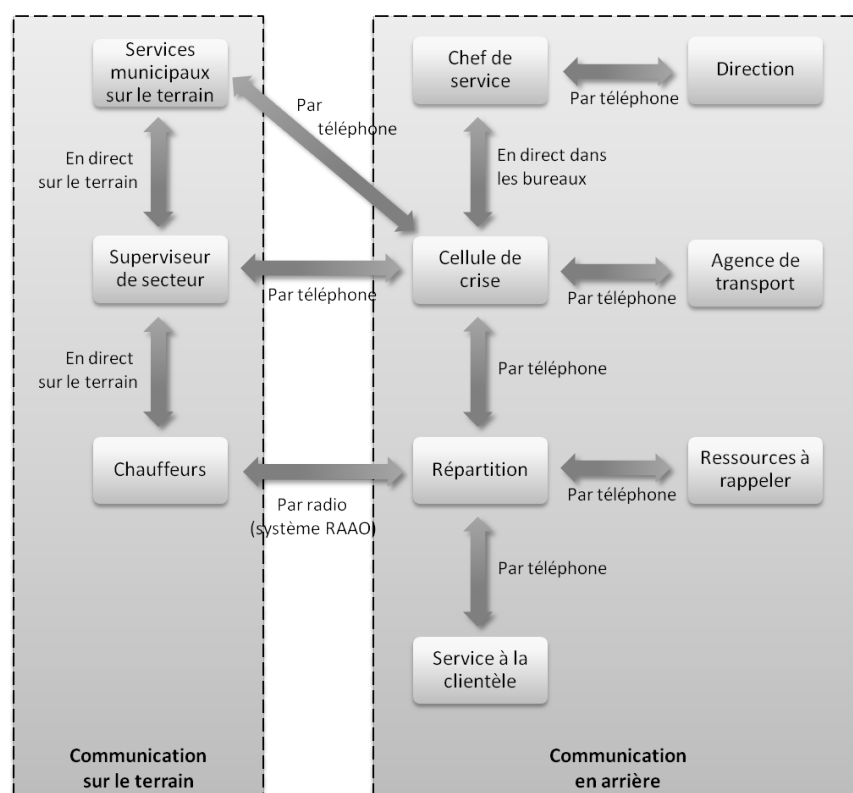 Services
municipaux
sur le terrain
Chef de
service
Direction
Par téléphone
Par
téléphone
En direct
sur le terrain
En direct dans
les bureaux
Superviseur
de secteur
Cellule de
crise
Agence de
transport
Par téléphone
Par téléphone
En direct
sur le terrain
Par téléphone
Chauffeurs
Répartition
Ressources à
rappeler
Par radio
(système RAAO)
Par téléphone
Par téléphone
Service à la
clientèle
Communication
sur le terrain
Communication
en arrière